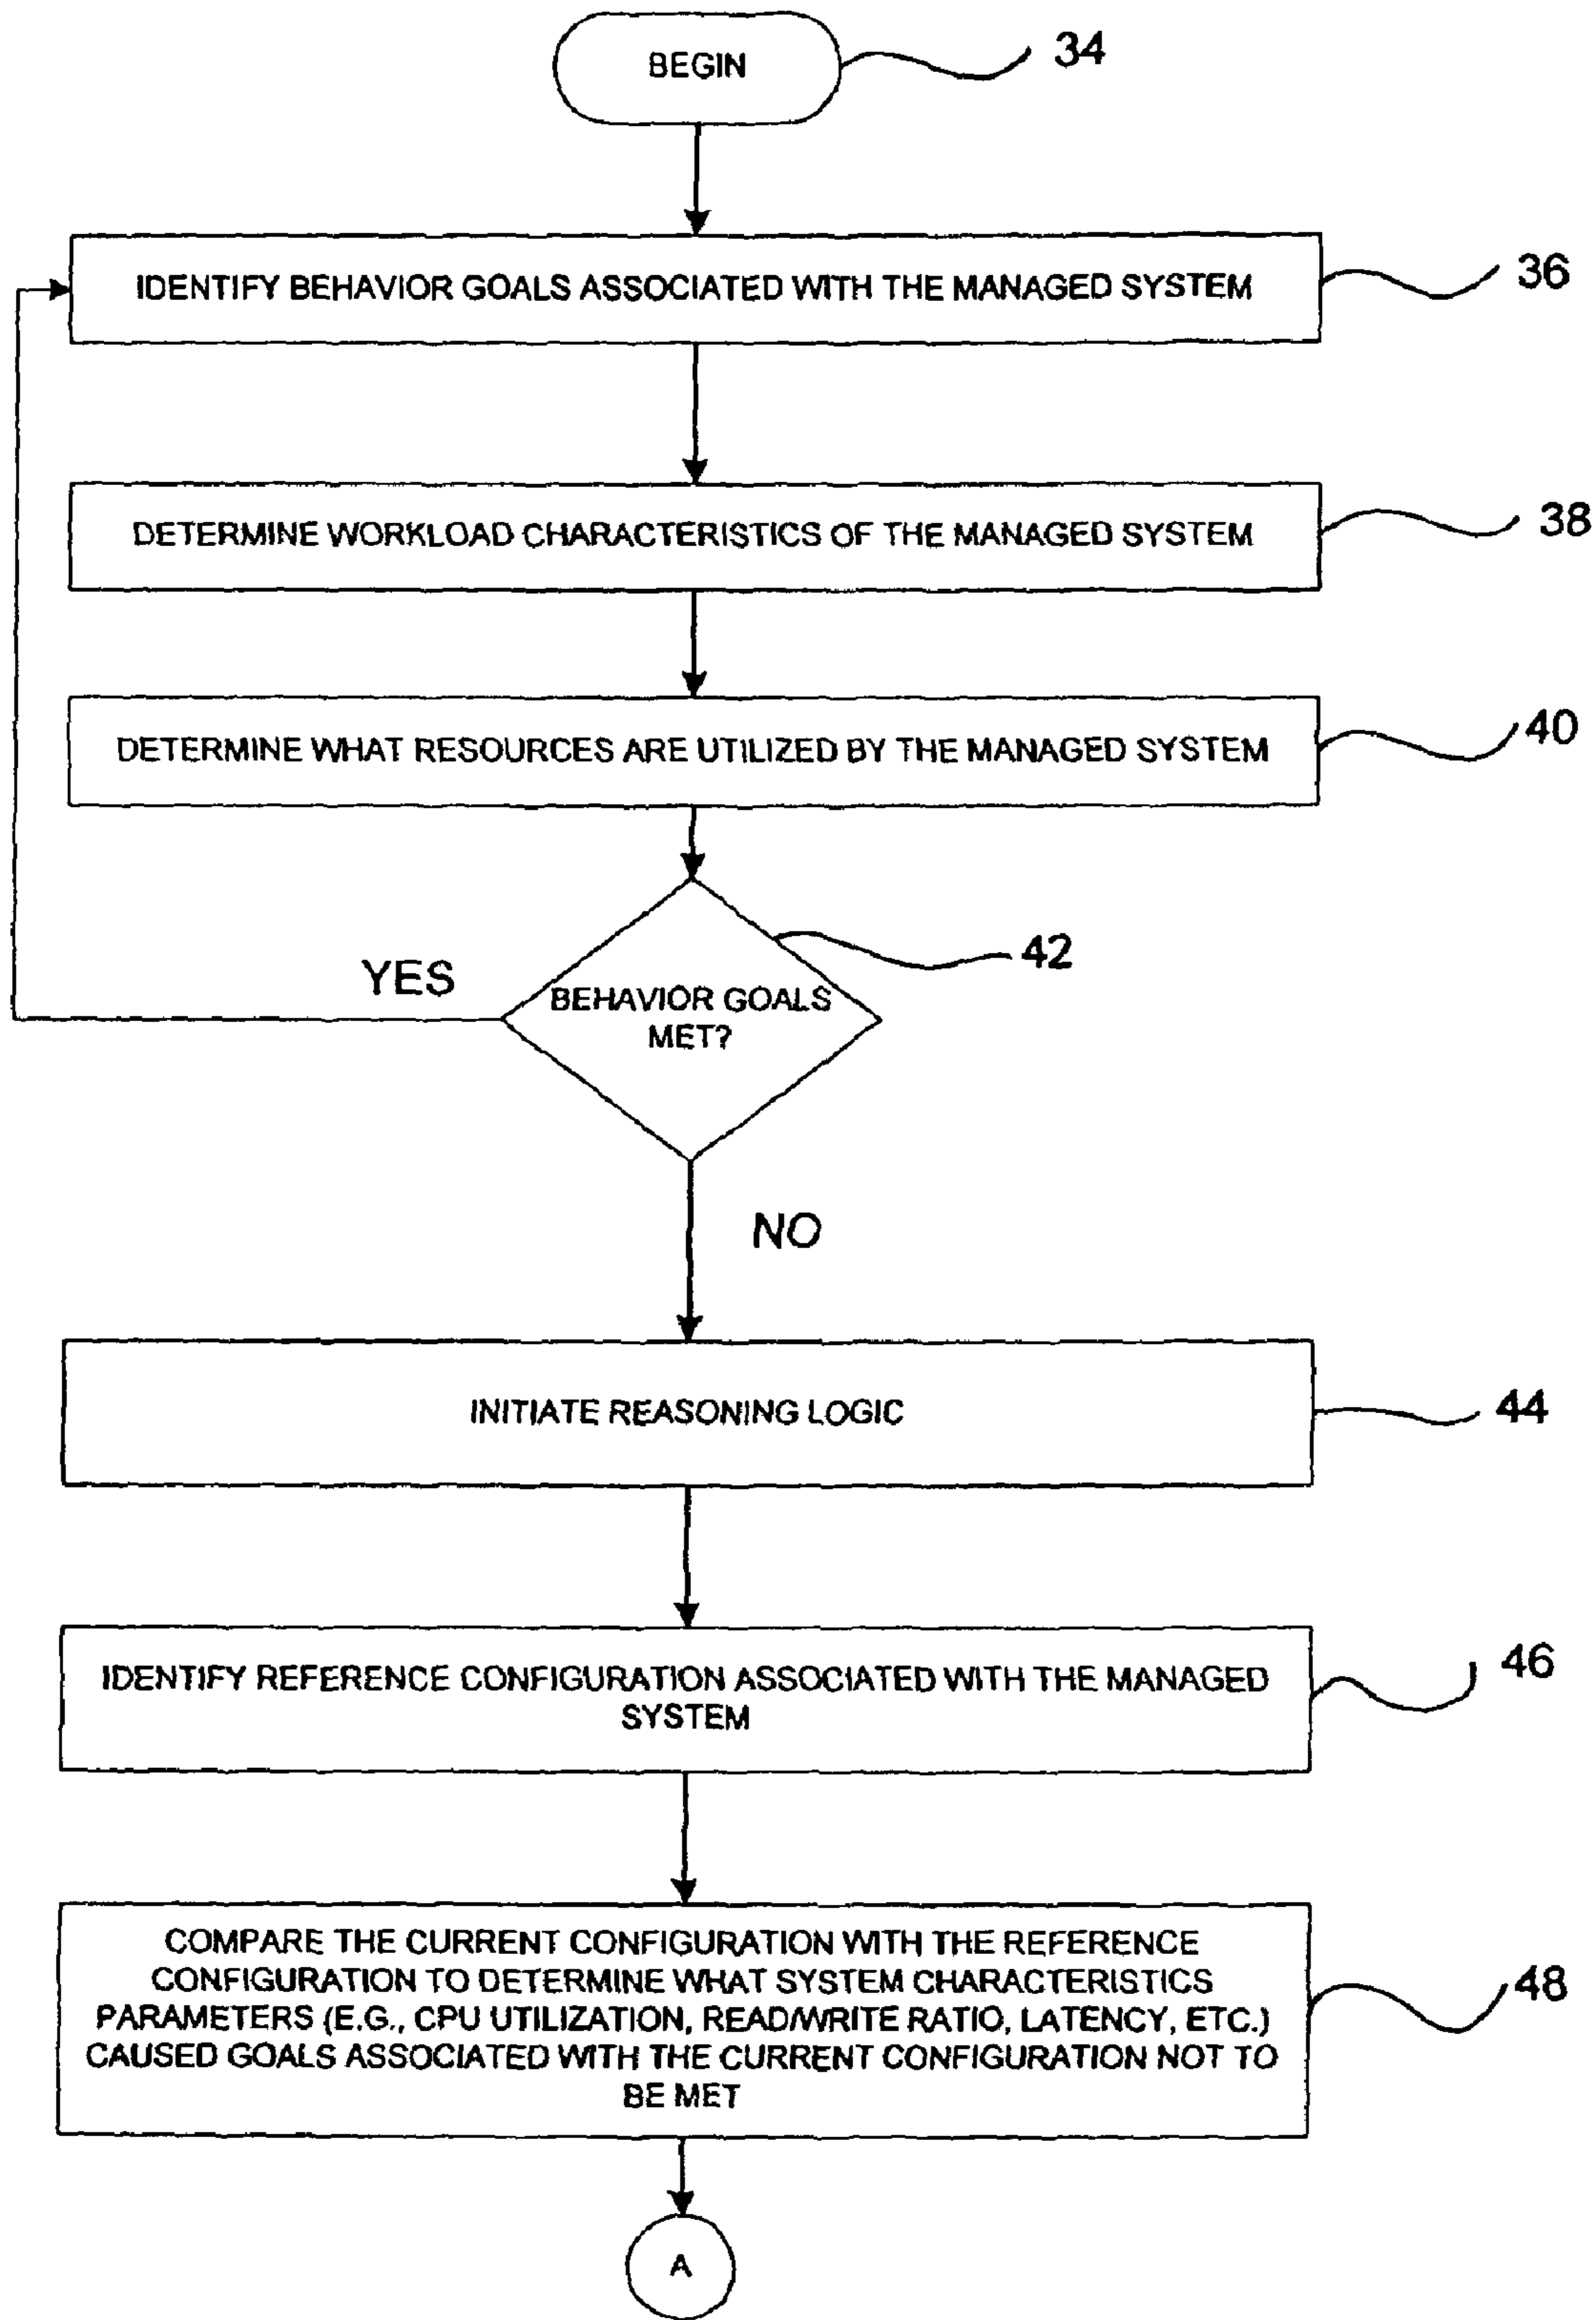 BEGIN
34
IDENTIFY BEHAVIOR GOALS ASSOCIATED WITH THE MANAGED SYSTEM
36
DETERMINE WORKLOAD CHARACTERISTICS OF THE MANAGED SYSTEM
38
DETERMINE WHAT RESOURCES ARE UTILIZED BY THE MANAGED SYSTEM
40
42
YES
BEHAVIOR GOALS
MET?
NO
INITIATE REASONING LOGIC
44
IDENTIFY REFERENCE CONFIGURATION ASSOCIATED WITH THE MANAGED
SYSTEM
46
COMPARE THE CURRENT CONFIGURATION WITH THE REFERENCE
CONFIGURATION TO DETERMINE WHAT SYSTEM CHARACTERISTICS
PARAMETERS (E.G., CPU UTILIZATION, READ/WRITE RATIO, LATENCY, ETC.)
CAUSED GOALS ASSOCIATED WITH THE CURRENT CONFIGURATION NOT TO
BE MET
48
A